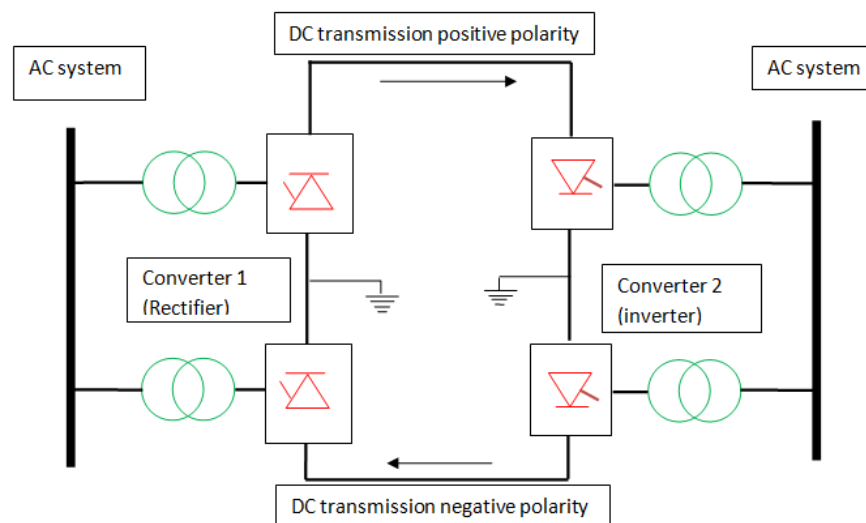 DC transmission positive polarity
AC system
AC system
Converter 1
(Rectifier)
Converter 2
(inverter)
DC transmission negative polarity